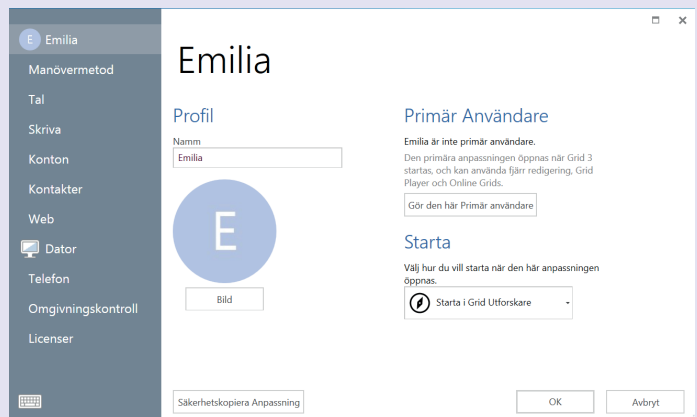 E Emilia
Manövermetod
Tal
Skriva
Konton
Kontakter
Web
Dator
Telefon
Omgivningskontroll
Licenser
Emilia
Profil
Namm
Emilia
E
Bild
Primär Användare
Emilia är inte primär användare.
Den primära anpassningen öppnas när Grid 3
startas, och kan använda fjärr redigering, Grid
Player och Online Grids.
Gör den här Primär användare
Starta
Välj hur du vill starta när den här anpassningen
öppnas.
Starta i Grid Utforskare
Säkerhetskopiera Anpassning
OK
Avbryt